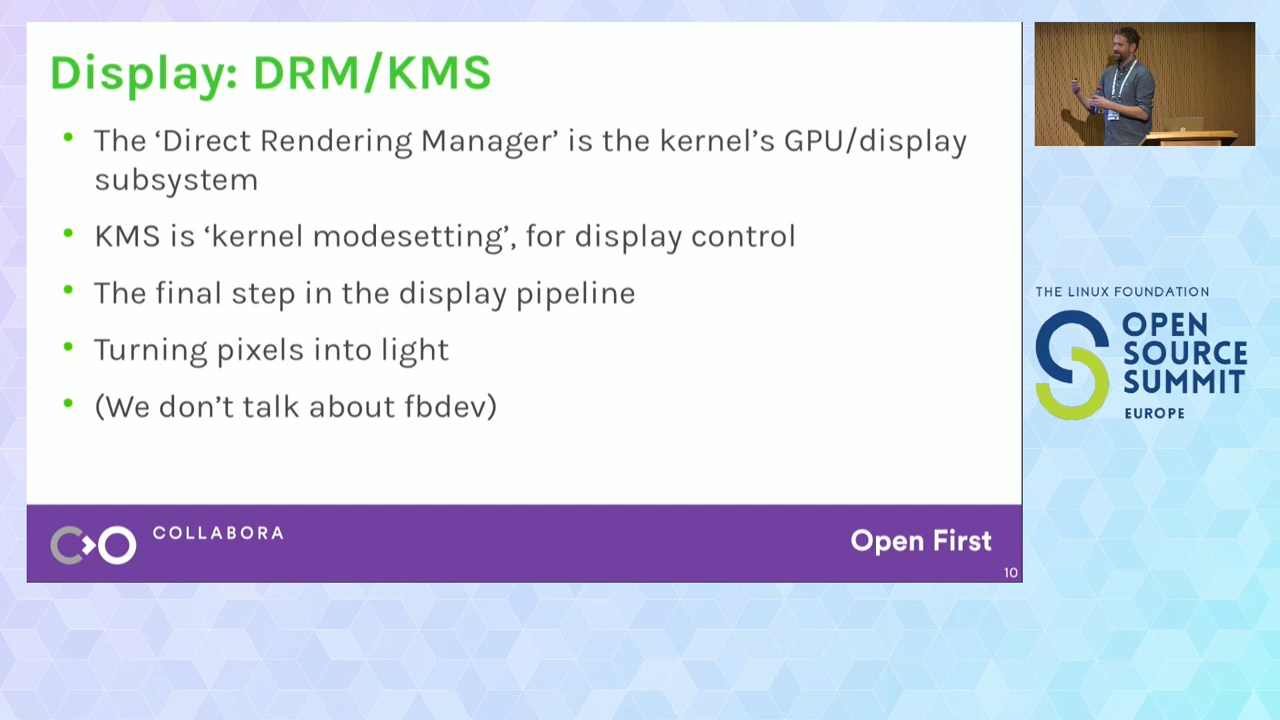 Display: DRM/KMS
• The ‘Direct Rendering Manager’ is the kernel’s GPU/display
subsystem
• KMS is ‘kernel modesetting’, for display control
• The final step in the display pipeline
• Turning pixels into light
• (We don’t talk about fbdev)
COLLABORA
Open First
10
THE LINUX FOUNDATION
OPEN
SOURCE
SUMMIT
EUROPE